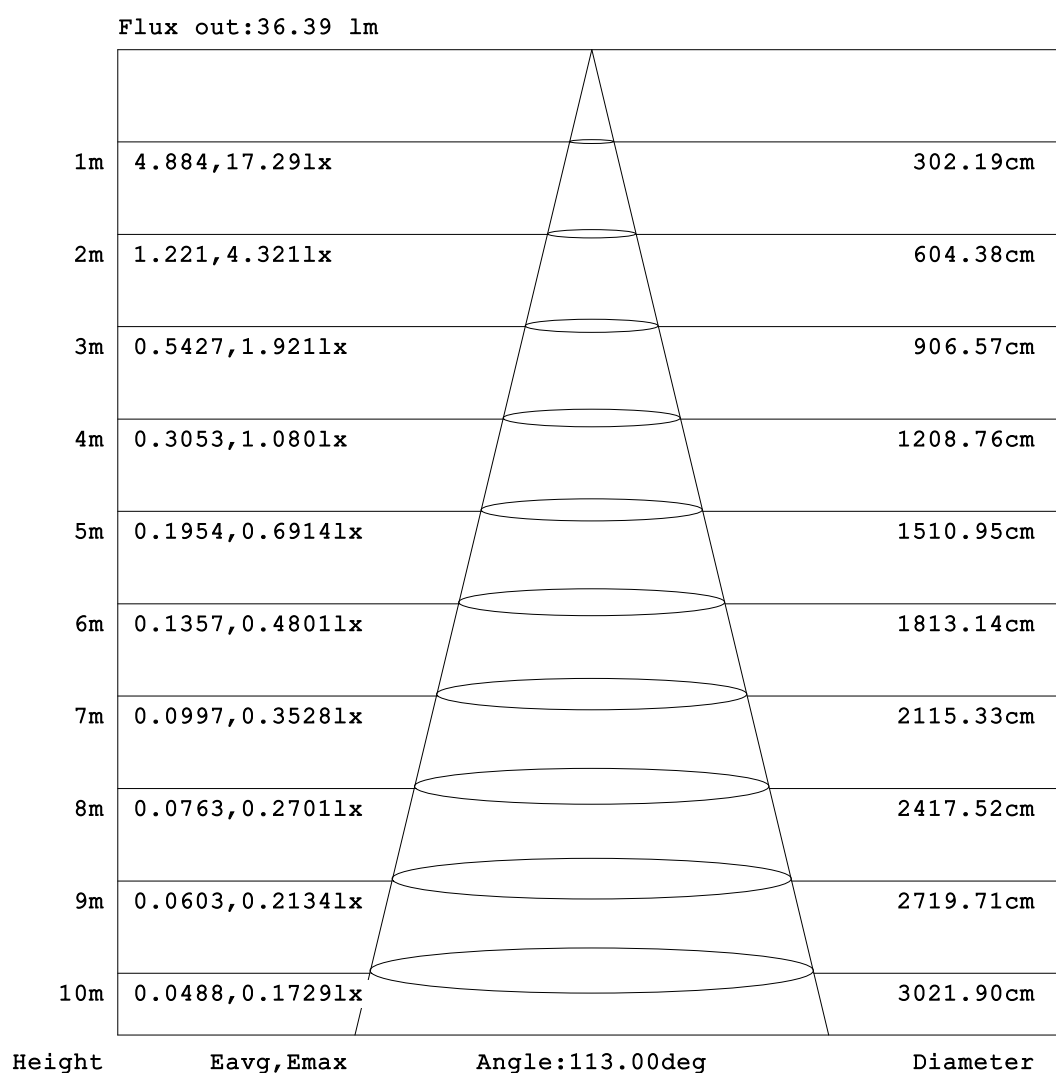 Flux out:36.39 lm
1m 4.884,17.29lx 302.19cm
2m 1.221,4.321lx 604.38cm
3m 0.5427,1.921lx 906.57cm
4m 0.3053,1.080lx 1208.76cm
5m 0.1954,0.6914lx 1510.95cm
6m 0.1357,0.4801lx 1813.14cm
7m 0.0997,0.3528lx 2115.33cm
8m 0.0763,0.2701lx 2417.52cm
9m 0.0603,0.2134lx 2719.71cm
10m 0.0488,0.1729lx 3021.90cm
Height Eavg,Emax Angle:113.00deg Diameter